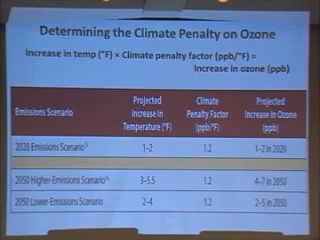 Determining the Climate Penalty on Ozone
Increase in temp (°F) × Climate penalty factor (ppb/°F) =
Increase in ozone (ppb)
Emissions Scenario Projected Increase in Temperature (°F) Climate Penalty Factor (ppb/°F) Projected Increase in Ozone (ppb)
2020 Emissions Scenario 1–2 1.2 1–2 in 2020
2050 Higher-Emissions Scenario 3–5.5 1.2 4–7 in 2050
2050 Lower-Emissions Scenario 2–4 1.2 2–5 in 2050